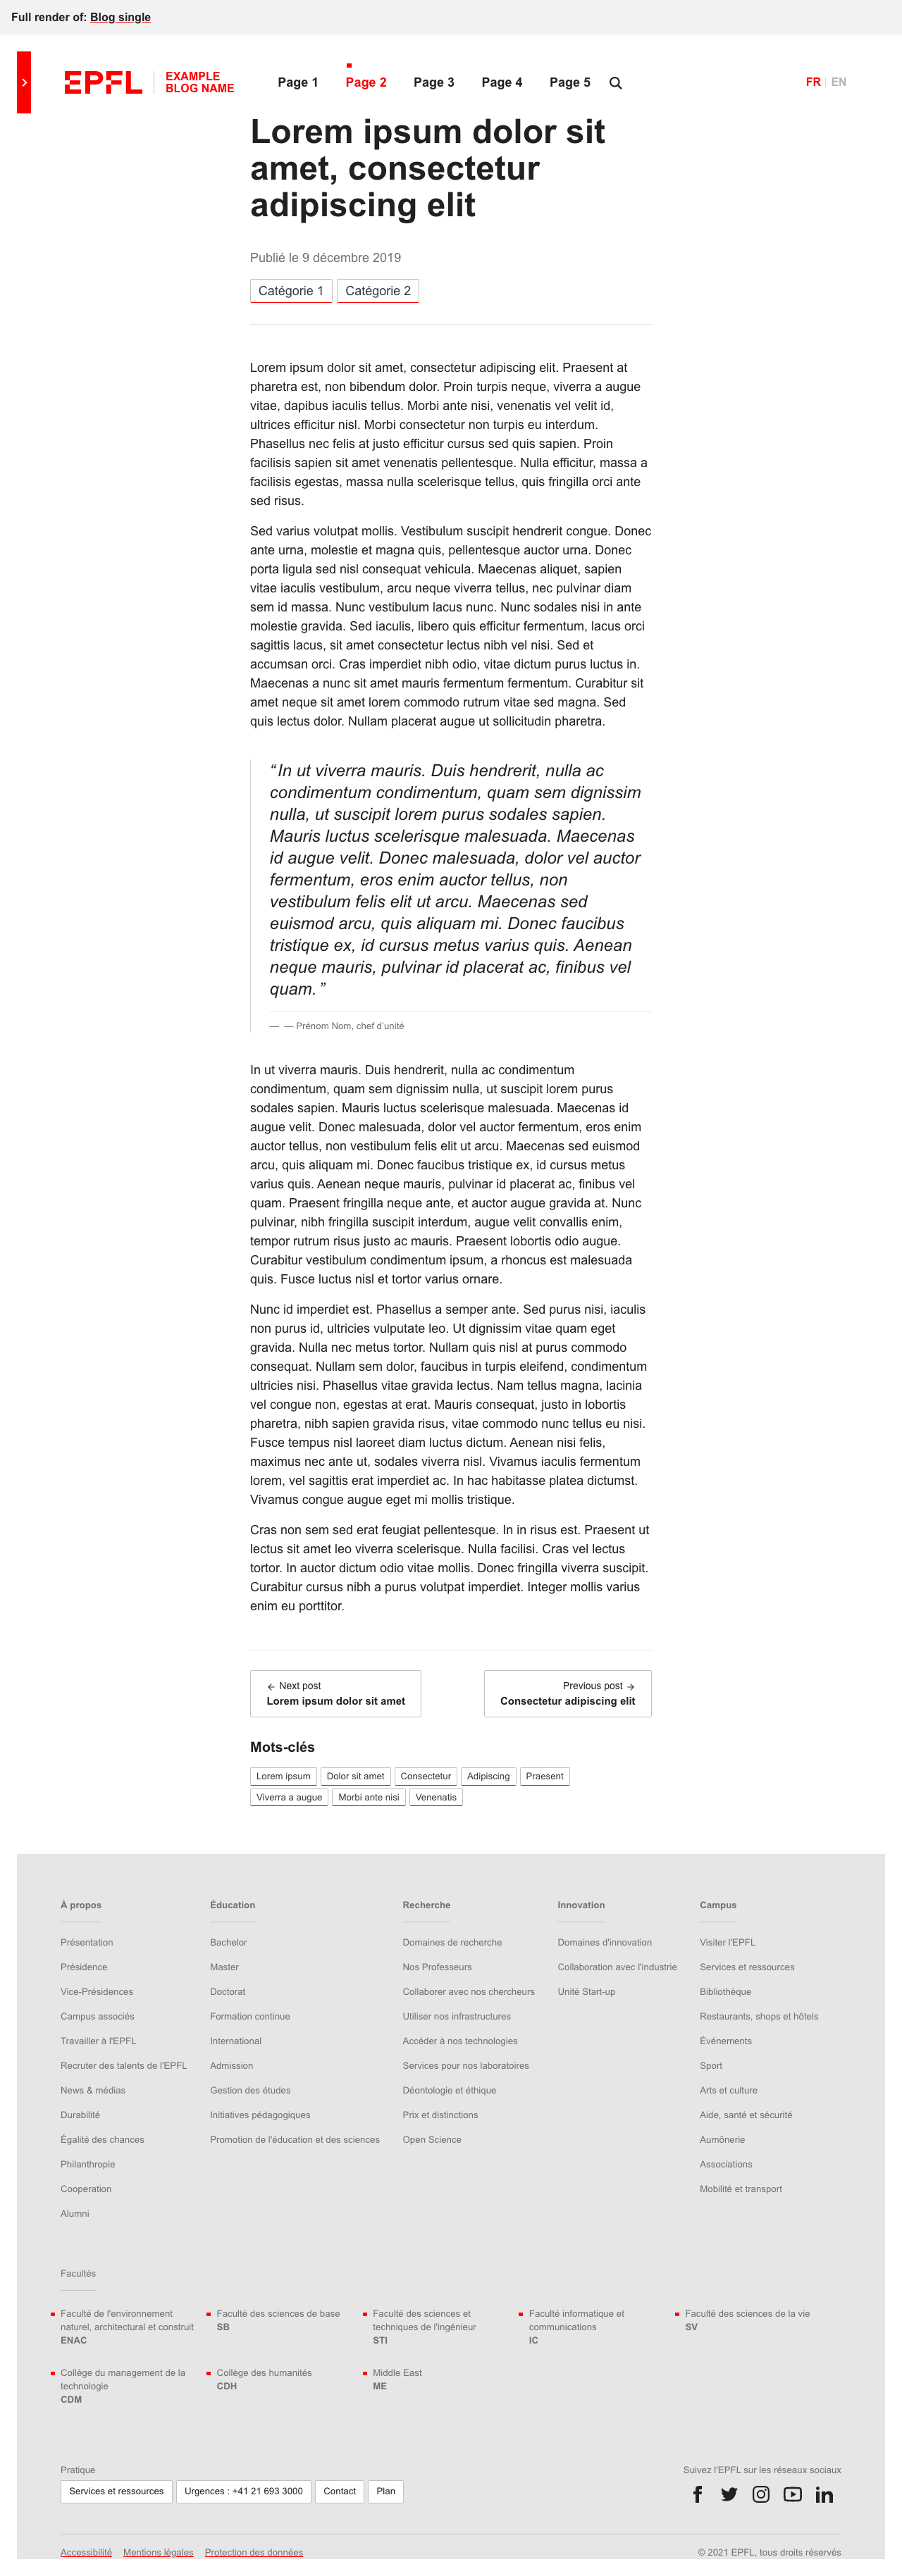 Full render of: Blog single
EPFL
EXAMPLE
BLOG NAME
Page 1 Page 2 Page 3 Page 4 Page 5
FR EN
Lorem ipsum dolor sit
amet, consectetur
adipiscing elit
Publié le 9 décembre 2019
Catégorie 1 Catégorie 2
Lorem ipsum dolor sit amet, consectetur adipiscing elit. Praesent at
pharetra est, non bibendum dolor. Proin turpis neque, viverra a augue
vitae, dapibus iaculis tellus. Morbi ante nisi, venenatis vel velit id,
ultrices efficitur nisl. Morbi consectetur non turpis eu interdum.
Phasellus nec felis at justo efficitur cursus sed quis sapien. Proin
facilisis sapien sit amet venenatis pellentesque. Nulla efficitur, massa a
facilisis egestas, massa nulla scelerisque tellus, quis fringilla orci ante
sed risus.
Sed varius volutpat mollis. Vestibulum suscipit hendrerit congue. Donec
ante urna, molestie et magna quis, pellentesque auctor urna. Donec
porta ligula sed nisl consequat vehicula. Maecenas aliquet, sapien
vitae iaculis vestibulum, arcu neque viverra tellus, nec pulvinar diam
sem id massa. Nunc vestibulum lacus nunc. Nunc sodales nisi in ante
molestie gravida. Sed iaculis, libero quis efficitur fermentum, lacus orci
sagittis lacus, sit amet consectetur lectus nibh vel nisi. Sed et
accumsan orci. Cras imperdiet nibh odio, vitae dictum purus luctus in.
Maecenas a nunc sit amet mauris fermentum fermentum. Curabitur sit
amet neque sit amet lorem commodo rutrum vitae sed magna. Sed
quis lectus dolor. Nullam placerat augue ut sollicitudin pharetra.
“In ut viverra mauris. Duis hendrerit, nulla ac
condimentum condimentum, quam sem dignissim
nulla, ut suscipit lorem purus sodales sapien.
Mauris luctus scelerisque malesuada. Maecenas
id augue velit. Donec malesuada, dolor vel auctor
fermentum, eros enim auctor tellus, non
vestibulum felis elit ut arcu. Maecenas sed
euismod arcu, quis aliquam mi. Donec faucibus
tristique ex, id cursus metus varius quis. Aenean
neque mauris, pulvinar id placerat ac, finibus vel
quam.”
— — Prénom Nom, chef d’unité
In ut viverra mauris. Duis hendrerit, nulla ac condimentum
condimentum, quam sem dignissim nulla, ut suscipit lorem purus
sodales sapien. Mauris luctus scelerisque malesuada. Maecenas id
augue velit. Donec malesuada, dolor vel auctor fermentum, eros enim
auctor tellus, non vestibulum felis elit ut arcu. Maecenas sed euismod
arcu, quis aliquam mi. Donec faucibus tristique ex, id cursus metus
varius quis. Aenean neque mauris, pulvinar id placerat ac, finibus vel
quam. Praesent fringilla neque ante, et auctor augue gravida at. Nunc
pulvinar, nibh fringilla suscipit interdum, augue velit convallis enim,
tempor rutrum risus justo ac mauris. Praesent lobortis odio augue.
Curabitur vestibulum condimentum ipsum, a rhoncus est malesuada
quis. Fusce luctus nisl et tortor varius ornare.
Nunc id imperdiet est. Phasellus a semper ante. Sed purus nisi, iaculis
non purus id, ultricies vulputate leo. Ut dignissim vitae quam eget
gravida. Nulla nec metus tortor. Nullam quis nisl at purus commodo
consequat. Nullam sem dolor, faucibus in turpis eleifend, condimentum
ultricies nisi. Phasellus vitae gravida lectus. Nam tellus magna, lacinia
vel congue non, egestas at erat. Mauris consequat, justo in lobortis
pharetra, nibh sapien gravida risus, vitae commodo nunc tellus eu nisi.
Fusce tempus nisl laoreet diam luctus dictum. Aenean nisi felis,
maximus nec ante ut, sodales viverra nisl. Vivamus iaculis fermentum
lorem, vel sagittis erat imperdiet ac. In hac habitasse platea dictumst.
Vivamus congue augue eget mi mollis tristique.
Cras non sem sed erat feugiat pellentesque. In in risus est. Praesent ut
lectus sit amet leo viverra scelerisque. Nulla facilisi. Cras vel lectus
tortor. In auctor dictum odio vitae mollis. Donec fringilla viverra suscipit.
Curabitur cursus nibh a purus volutpat imperdiet. Integer mollis varius
enim eu porttitor.
← Next post
Lorem ipsum dolor sit amet
Previous post →
Consectetur adipiscing elit
Mots-clés
Lorem ipsum Dolor sit amet Consectetur Adipiscing Praesent
Viverra a augue Morbi ante nisi Venenatis
À propos
Présentation
Présidence
Vice-Présidences
Campus associés
Travailler à l'EPFL
Recruter des talents de l'EPFL
News & médias
Durabilité
Égalité des chances
Philanthropie
Cooperation
Alumni
Éducation
Bachelor
Master
Doctorat
Formation continue
International
Admission
Gestion des études
Initiatives pédagogiques
Promotion de l'éducation et des sciences
Recherche
Domaines de recherche
Nos Professeurs
Collaborer avec nos chercheurs
Utiliser nos infrastructures
Accéder à nos technologies
Services pour nos laboratoires
Déontologie et éthique
Prix et distinctions
Open Science
Innovation
Domaines d'innovation
Collaboration avec l'industrie
Unité Start-up
Campus
Visiter l'EPFL
Services et ressources
Bibliothèque
Restaurants, shops et hôtels
Événements
Sport
Arts et culture
Aide, santé et sécurité
Aumônerie
Associations
Mobilité et transport
Facultés
Faculté de l'environnement
naturel, architectural et construit
ENAC
Faculté des sciences de base
SB
Faculté des sciences et
techniques de l'ingénieur
STI
Faculté informatique et
communications
IC
Faculté des sciences de la vie
SV
Collège du management de la
technologie
CDM
Collège des humanités
CDH
Middle East
ME
Pratique
Services et ressources Urgences : +41 21 693 3000 Contact Plan
Suivez l'EPFL sur les réseaux sociaux
Accessibilité Mentions légales Protection des données
© 2021 EPFL, tous droits réservés